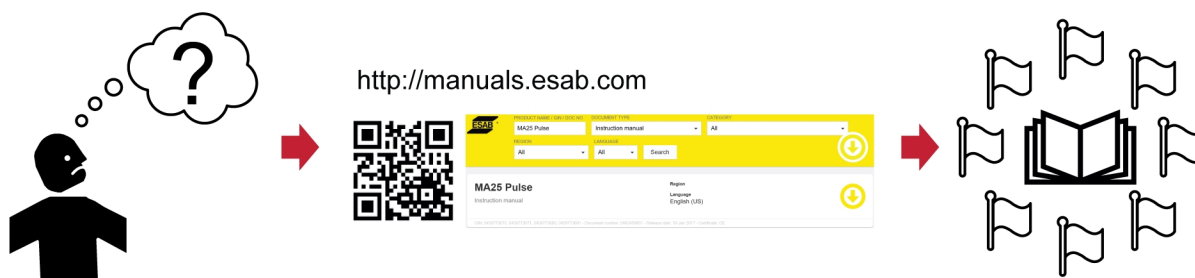 ?
http://manuals.esab.com
ESAB
PRODUCT NAME / GIN / DOC NO
DOCUMENT TYPE
CATEGORY
MA25 Pulse
Instruction manual
All
REGION
LANGUAGE
All
All
Search
MA25 Pulse
Instruction manual
Region
Language
English (US)